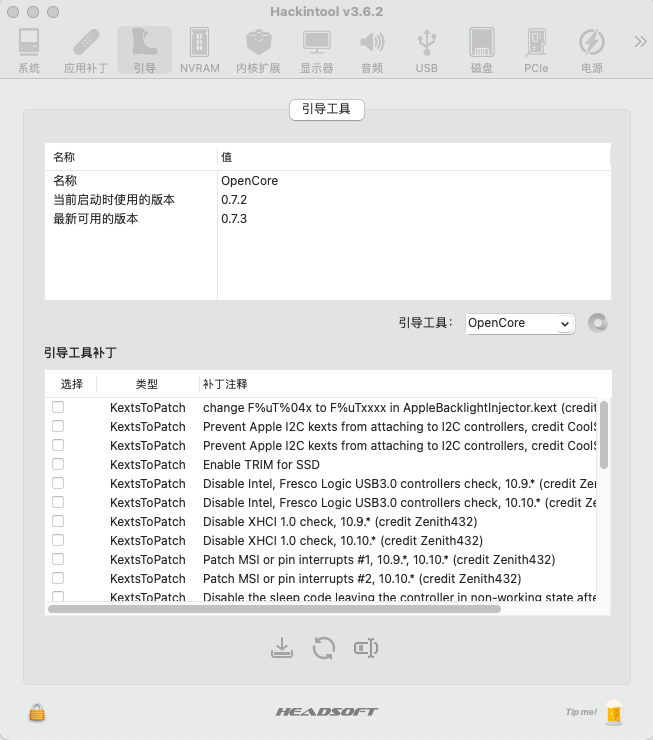 Hackintool v3.6.2
系统 应用补丁 引导 NVRAM 内核扩展 显示器 音频 USB 磁盘 PCIe 电源 »
引导工具
名称 值
名称 OpenCore
当前启动时使用的版本 0.7.2
最新可用的版本 0.7.3
引导工具： OpenCore
引导工具补丁
选择 类型 补丁注释
KextsToPatch change F%uT%04x to F%uTxxxx in AppleBacklightInjector.kext (credit
KextsToPatch Prevent Apple I2C kexts from attaching to I2C controllers, credit CoolS
KextsToPatch Prevent Apple I2C kexts from attaching to I2C controllers, credit CoolS
KextsToPatch Enable TRIM for SSD
KextsToPatch Disable Intel, Fresco Logic USB3.0 controllers check, 10.9.* (credit Zen
KextsToPatch Disable Intel, Fresco Logic USB3.0 controllers check, 10.10.* (credit Ze
KextsToPatch Disable XHCI 1.0 check, 10.9.* (credit Zenith432)
KextsToPatch Disable XHCI 1.0 check, 10.10.* (credit Zenith432)
KextsToPatch Patch MSI or pin interrupts #1, 10.9.*, 10.10.* (credit Zenith432)
KextsToPatch Patch MSI or pin interrupts #2, 10.10.* (credit Zenith432)
KextsToPatch Disable the sleep code leaving the controller in non-working state afte
HEADSOFT
Tip me!